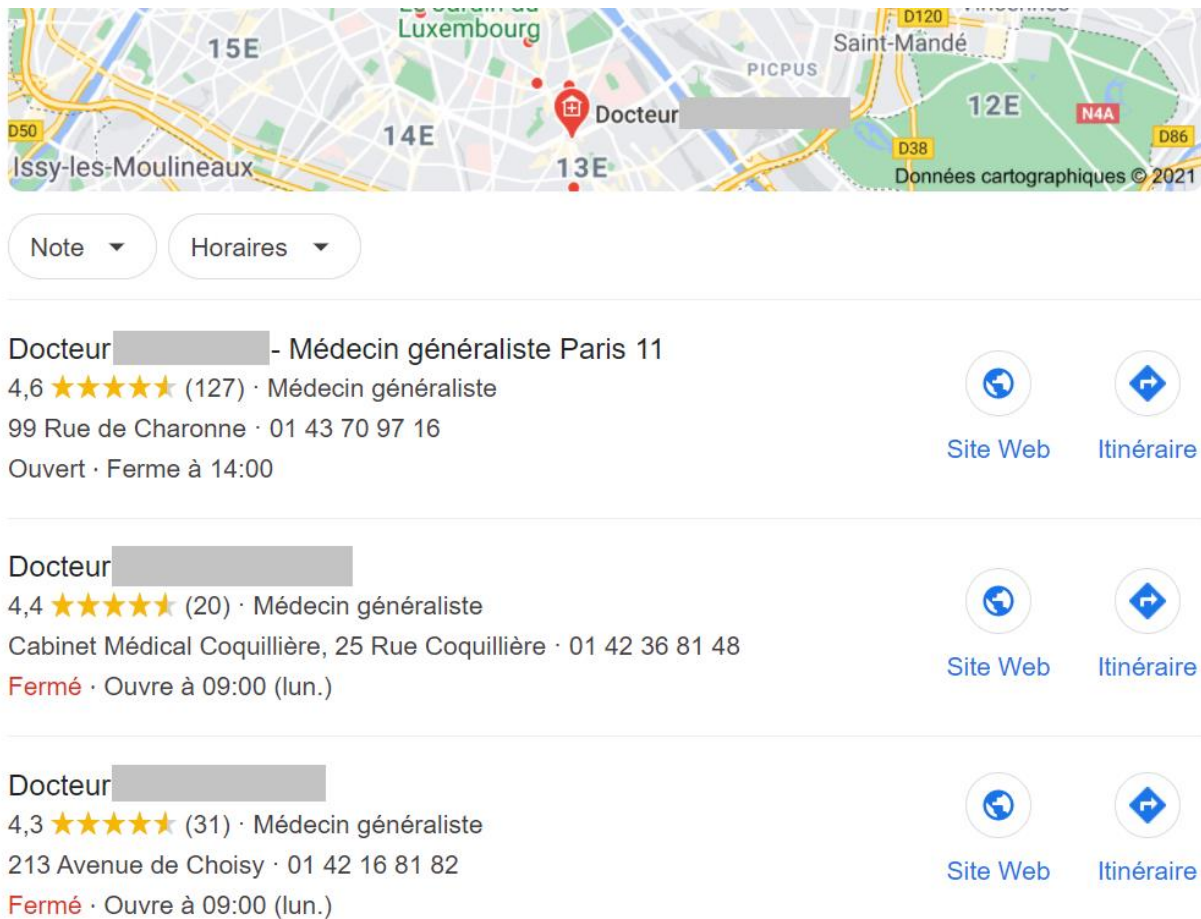 Luxembourg
15E
Saint-Mandé
D120
PICPUS
12E
N4A
D50
14E
Docteur
D38
D86
Issy-les-Moulineaux
13E
Données cartographiques © 2021
Note
Horaires
Docteur - Médecin généraliste Paris 11
4,6 (127) · Médecin généraliste
99 Rue de Charonne · 01 43 70 97 16
Ouvert · Ferme à 14:00
Site Web
Itinéraire
Docteur
4,4 (20) · Médecin généraliste
Cabinet Médical Coquillière, 25 Rue Coquillière · 01 42 36 81 48
Fermé · Ouvre à 09:00 (lun.)
Site Web
Itinéraire
Docteur
4,3 (31) · Médecin généraliste
213 Avenue de Choisy · 01 42 16 81 82
Fermé · Ouvre à 09:00 (lun.)
Site Web
Itinéraire